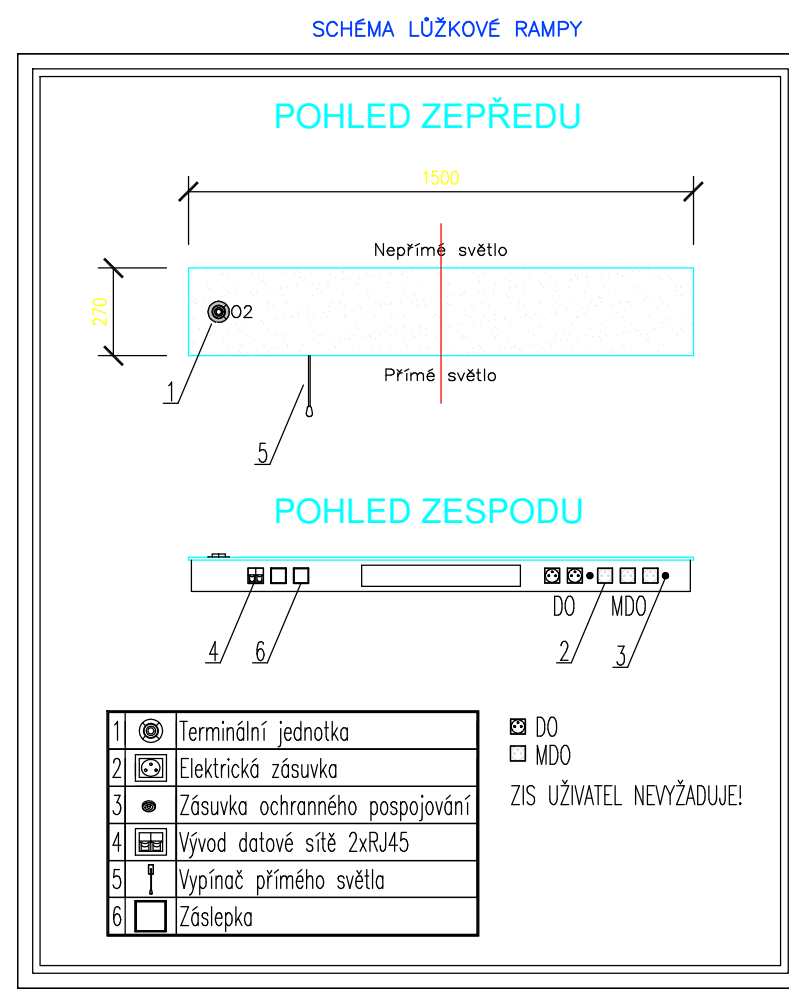 SCHÉMA LŮŽKOVÉ RAMPY
POHLED ZEPŘEDU
1500
Nepřímé světlo
270
O2
Přímé světlo
1
5
POHLED ZESPODU
DO MDO
4 6 2 3
1 Terminální jednotka
2 Elektrická zásuvka
3 Zásuvka ochranného pospojování
4 Vývod datové sítě 2xRJ45
5 Vypínač přímého světla
6 Záslepka
DO
MDO
ZIS UŽIVATEL NEVYŽADUJE!